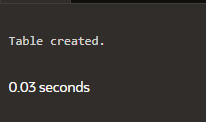 Table created.
0.03 seconds